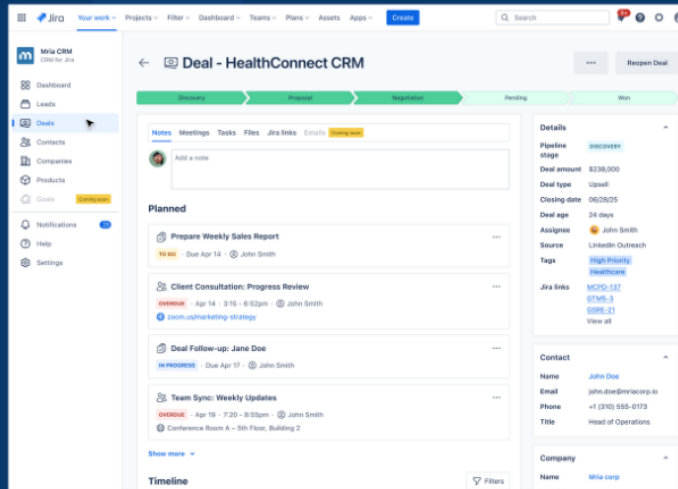 Jira
Your work
Projects
Filter
Dashboard
Teams
Plans
Assets
Apps
Create
Search
9+
Mria CRM
CRM for Jira
Dashboard
Leads
Deals
Contacts
Companies
Products
Goals
Coming soon
Notifications
Help
Settings
Deal - HealthConnect CRM
Reopen Deal
Discovery
Proposal
Negotiation
Pending
Won
Notes
Meetings
Tasks
Files
Jira links
Emails
Coming soon
Add a note
Planned
Prepare Weekly Sales Report
TO DO · Due Apr 14 · John Smith
Client Consultation: Progress Review
OVERDUE · Apr 14 · 3:15 - 6:52pm · John Smith
zoom.us/marketing-strategy
Deal Follow-up: Jane Doe
IN PROGRESS · Due Apr 17 · John Smith
Team Sync: Weekly Updates
OVERDUE · Apr 19 · 7:20 - 8:55pm · John Smith
Conference Room A – 5th Floor, Building 2
Show more
Timeline
Filters
Details
Pipeline stage
DISCOVERY
Deal amount $238,000
Deal type Upsell
Closing date 06/28/25
Deal age 24 days
Assignee John Smith
Source LinkedIn Outreach
Tags High Priority
Healthcare
Jira links MCPD-137
GTMS-3
GSRE-21
View all
Contact
Name John Doe
Email john.doe@mriacorp.io
Phone +1 (310) 555-0173
Title Head of Operations
Company
Name Mria corp